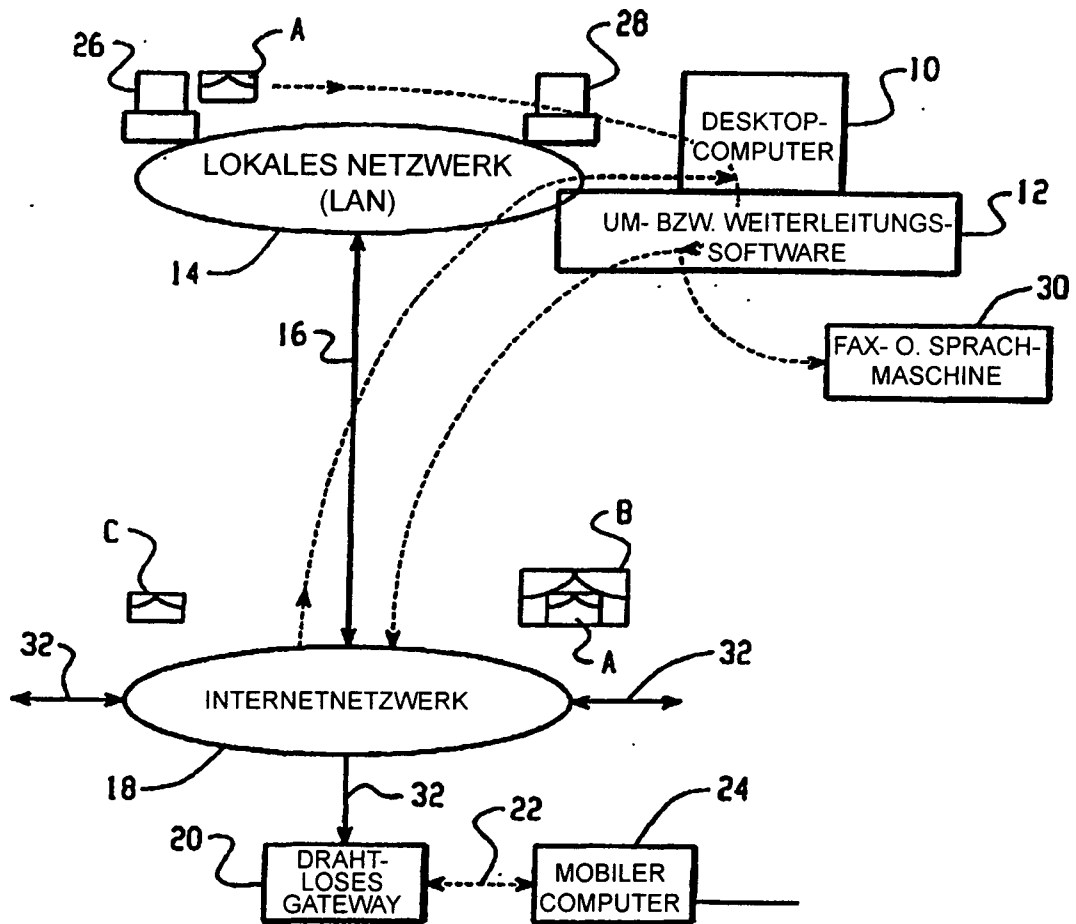 A
26
28
10
DESKTOP-
COMPUTER
LOKALES NETZWERK
(LAN)
12
UM- BZW. WEITERLEITUNGS-
SOFTWARE
14
30
16
FAX- O. SPRACH-
MASCHINE
C
B
A
32
32
INTERNETNETZWERK
18
32
22
24
20
DRAHT-
LOSES
GATEWAY
MOBILER
COMPUTER